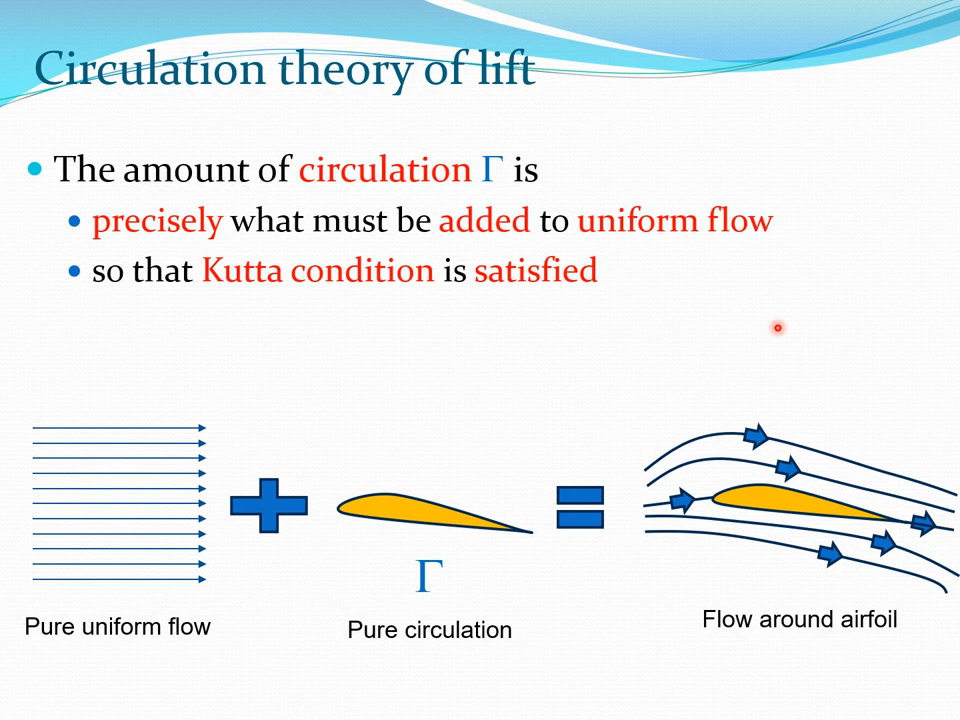 Circulation theory of lift
The amount of circulation Γ is
precisely what must be added to uniform flow
so that Kutta condition is satisfied
Γ
Pure uniform flow
Pure circulation
Flow around airfoil